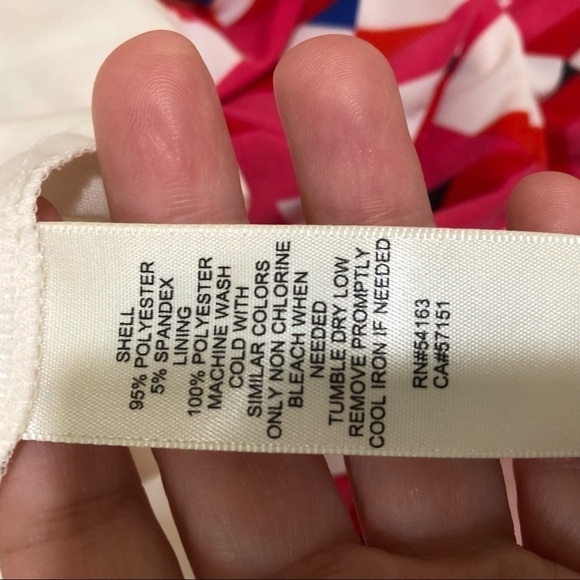 SHELL
95% POLYESTER
5% SPANDEX
LINING
100% POLYESTER
MACHINE WASH
COLD WITH
SIMILAR COLORS
ONLY NON CHLORINE
BLEACH WHEN
NEEDED
TUMBLE DRY LOW
REMOVE PROMPTLY
COOL IRON IF NEEDED
RN#54163
CA#57151